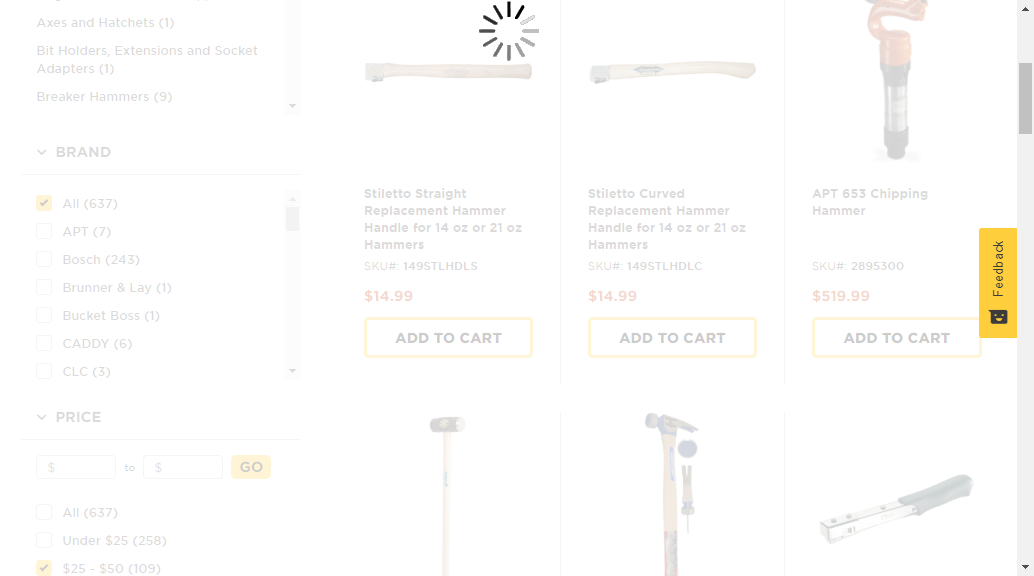 Axes and Hatchets (1)
Bit Holders, Extensions and Socket
Adapters (1)
Breaker Hammers (9)
BRAND
All (637)
APT (7)
Bosch (243)
Brunner & Lay (1)
Bucket Boss (1)
CADDY (6)
CLC (3)
PRICE
$ to $ GO
All (637)
Under $25 (258)
$25 - $50 (109)
Stiletto Straight
Replacement Hammer
Handle for 14 oz or 21 oz
Hammers
SKU#: 149STLHDLS
$14.99
ADD TO CART
Stiletto Curved
Replacement Hammer
Handle for 14 oz or 21 oz
Hammers
SKU#: 149STLHDLC
$14.99
ADD TO CART
APT 653 Chipping
Hammer
SKU#: 2895300
$519.99
ADD TO CART
Feedback